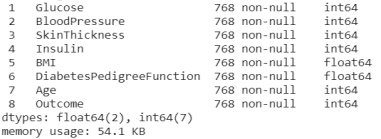 1 Glucose 768 non-null int64
2 BloodPressure 768 non-null int64
3 SkinThickness 768 non-null int64
4 Insulin 768 non-null int64
5 BMI 768 non-null float64
6 DiabetesPedigreeFunction 768 non-null float64
7 Age 768 non-null int64
8 Outcome 768 non-null int64
dtypes: float64(2), int64(7)
memory usage: 54.1 KB